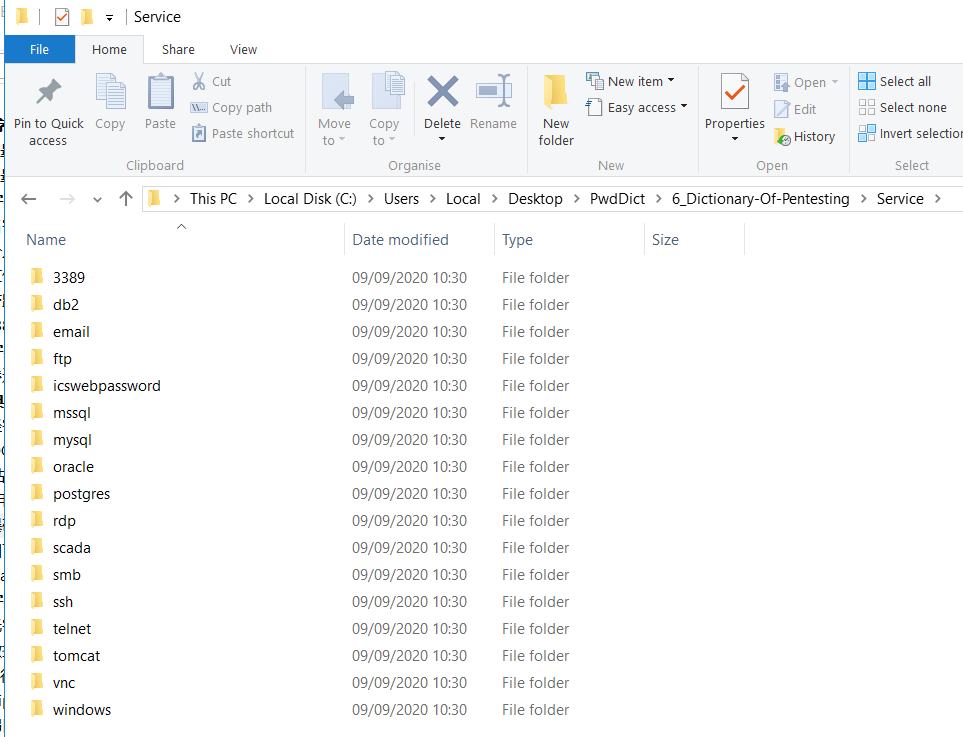 Service
File Home Share View
Pin to Quick access
Copy
Paste
Cut
Copy path
Paste shortcut
Clipboard
Move to
Copy to
Delete
Rename
Organise
New folder
New item
Easy access
New
Properties
Open
Edit
History
Open
Select all
Select none
Invert selection
Select
This PC > Local Disk (C:) > Users > Local > Desktop > PwdDict > 6_Dictionary-Of-Pentesting > Service >
Name Date modified Type Size
3389 09/09/2020 10:30 File folder
db2 09/09/2020 10:30 File folder
email 09/09/2020 10:30 File folder
ftp 09/09/2020 10:30 File folder
icswebpassword 09/09/2020 10:30 File folder
mssql 09/09/2020 10:30 File folder
mysql 09/09/2020 10:30 File folder
oracle 09/09/2020 10:30 File folder
postgres 09/09/2020 10:30 File folder
rdp 09/09/2020 10:30 File folder
scada 09/09/2020 10:30 File folder
smb 09/09/2020 10:30 File folder
ssh 09/09/2020 10:30 File folder
telnet 09/09/2020 10:30 File folder
tomcat 09/09/2020 10:30 File folder
vnc 09/09/2020 10:30 File folder
windows 09/09/2020 10:30 File folder